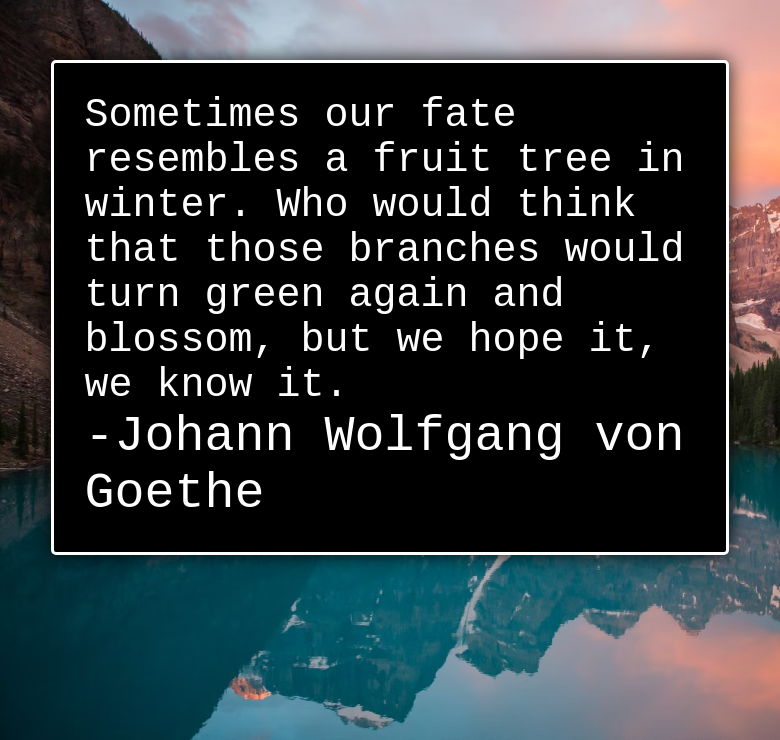 Sometimes our fate
resembles a fruit tree in
winter. Who would think
that those branches would
turn green again and
blossom, but we hope it,
we know it.
-Johann Wolfgang von
Goethe